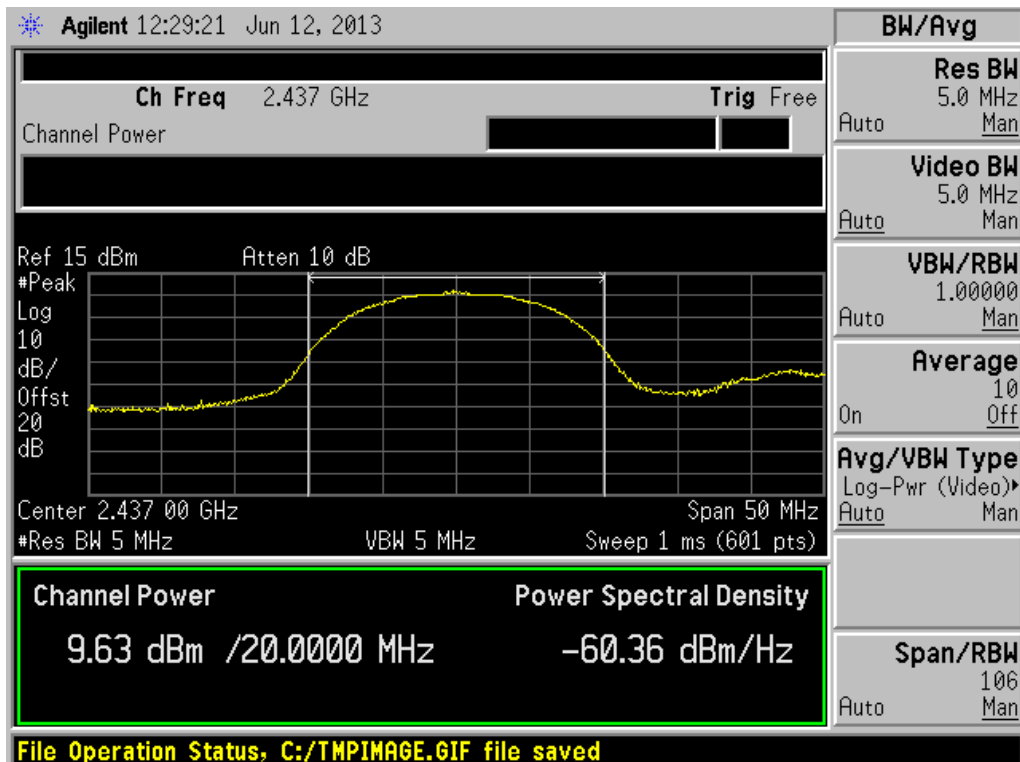 Agilent 12:29:21 Jun 12, 2013
BW/Avg
Ch Freq 2.437 GHz
Trig Free
Channel Power
Ref 15 dBm
Atten 10 dB
#Peak
Log
10
dB/
Offst
20
dB
Center 2.437 00 GHz
Span 50 MHz
#Res BW 5 MHz
VBW 5 MHz
Sweep 1 ms (601 pts)
Channel Power
Power Spectral Density
9.63 dBm /20.0000 MHz
-60.36 dBm/Hz
File Operation Status, C:/TMPIMAGE.GIF file saved
Res BW
5.0 MHz
Auto Man
Video BW
5.0 MHz
Auto Man
VBW/RBW
1.00000
Auto Man
Average
10
On Off
Avg/VBW Type
Log-Pwr (Video)
Auto Man
Span/RBW
106
Auto Man